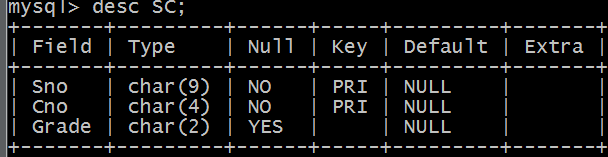 mysql> desc SC;
+-------+---------+------+-----+---------+-------+
| Field | Type    | Null | Key | Default | Extra |
+-------+---------+------+-----+---------+-------+
| Sno   | char(9) | NO   | PRI | NULL    |       |
| Cno   | char(4) | NO   | PRI | NULL    |       |
| Grade | char(2) | YES  |     | NULL    |       |
+-------+---------+------+-----+---------+-------+